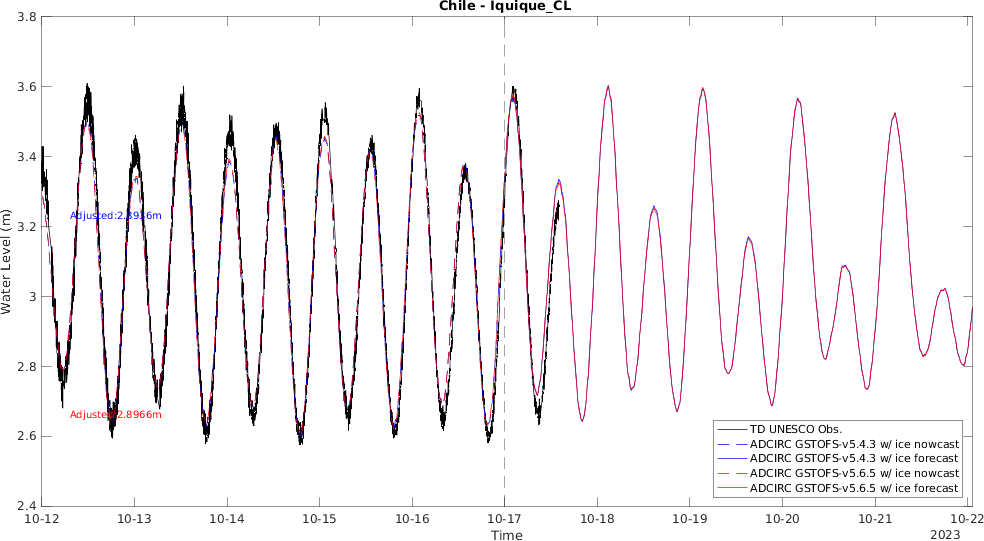 Chile - Iquique_CL
3.8
3.6
3.4
3.2
3
2.8
2.6
2.4
Water Level (m)
Adjusted:2.8936m
Adjusted:2.8966m
TD UNESCO Obs.
ADCIRC GSTOFS-v5.4.3 w/ ice nowcast
ADCIRC GSTOFS-v5.4.3 w/ ice forecast
ADCIRC GSTOFS-v5.6.5 w/ ice nowcast
ADCIRC GSTOFS-v5.6.5 w/ ice forecast
10-12 10-13 10-14 10-15 10-16 10-17 10-18 10-19 10-20 10-21 10-22
Time
2023